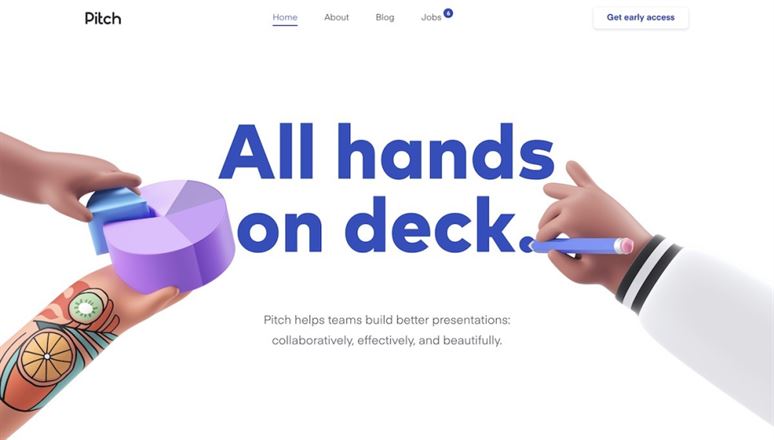 Pitch
Home About Blog Jobs 6
Get early access
All hands
on deck.
Pitch helps teams build better presentations:
collaboratively, effectively, and beautifully.